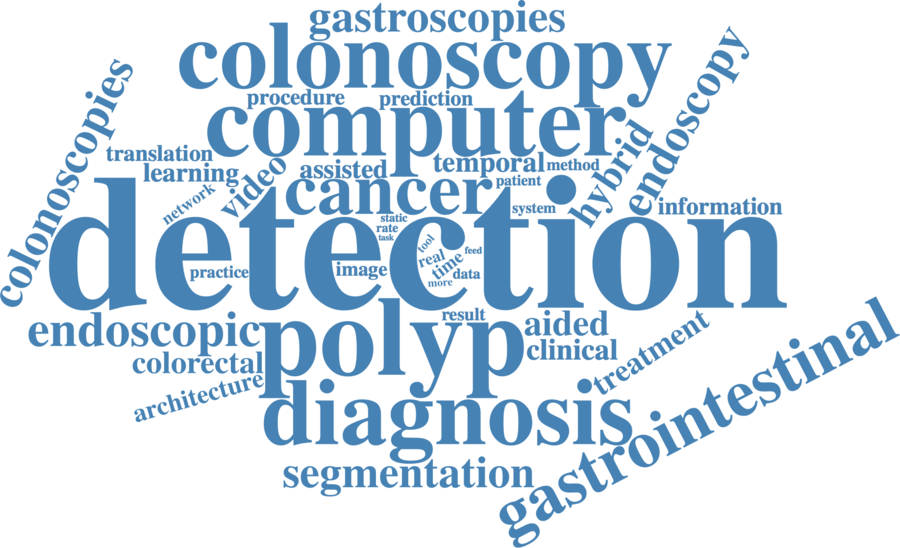 gastroscopies
colonoscopy
colonoscopies
procedure
prediction
computer
endoscopy
hybrid
translation
learning
video
assisted
temporal
method
network
cancer
patient
system
information
static
rate
task
detection
practice
image
tool
real
time
feed
data
more
result
endoscopic
polyp
aided
colorectal
clinical
architecture
treatment
diagnosis
gastrointestinal
segmentation